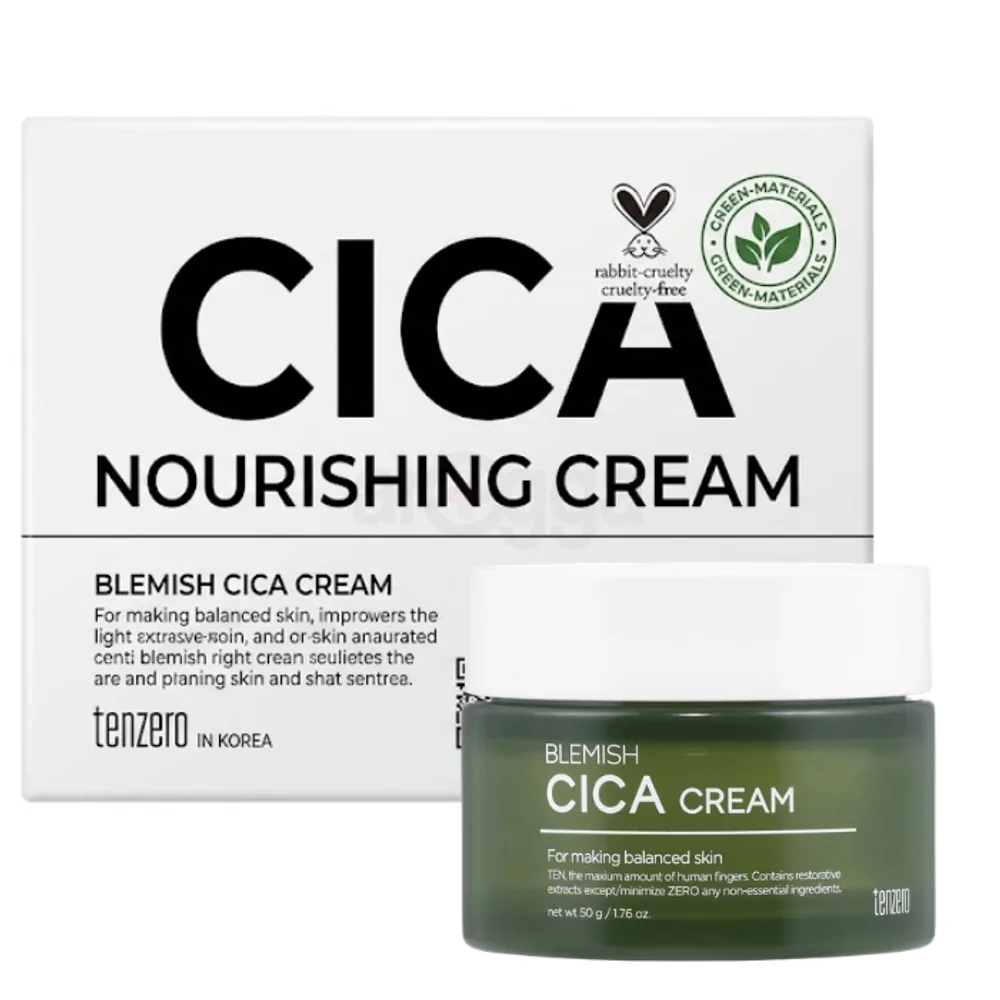 CICA
rabbit-cruelty
cruelty-free
GREEN-MATERIALS
GREEN-MATERIALS
NOURISHING CREAM
arogga
BLEMISH CICA CREAM
For making balanced skin, improwers the
light extrasve-soin, and or-skin anaurated
centi blemish right crean seulietes the
are and planing skin and shat sentrea.
tenzero IN KOREA
BLEMISH
CICA CREAM
For making balanced skin
TEN, the maxium amount of human fingers. Contains restorative
extracts except/minimize ZERO any non-essential ingredients.
net wt 50 g / 1.76 oz.
tenzero